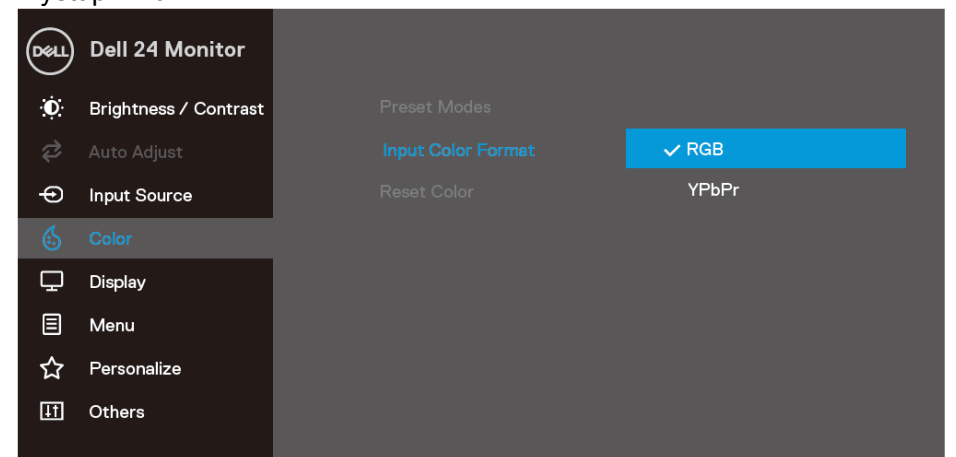 DELL
Dell 24 Monitor
Brightness / Contrast
Auto Adjust
Input Source
Color
Display
Menu
Personalize
Others
Preset Modes
Input Color Format
Reset Color
RGB
YPbPr